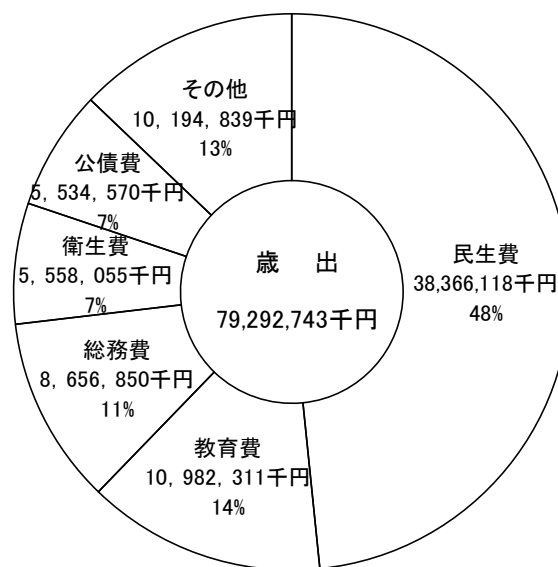 その他
10, 194, 839千円
13%
公債費
5, 534, 570千円
7%
衛生費
5, 558, 055千円
7%
総務費
8, 656, 850千円
11%
教育費
10, 982, 311千円
14%
民生費
38,366,118千円
48%
歳　出
79,292,743千円